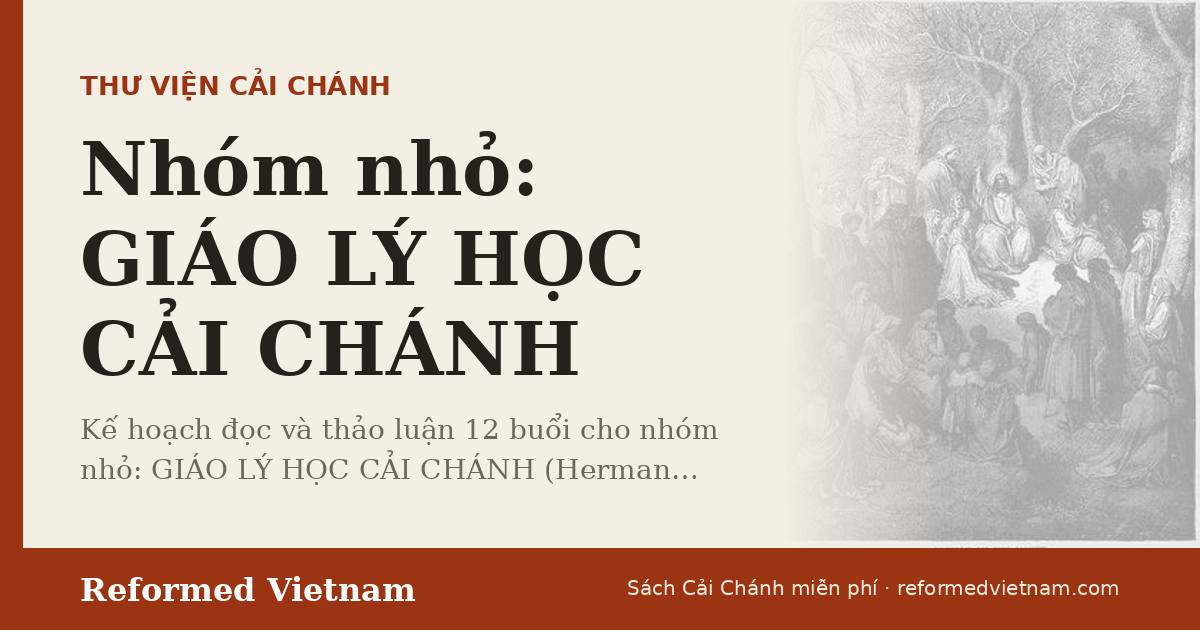 THƯ VIỆN CẢI CHÁNH
Nhóm nhỏ:
GIÁO LÝ HỌC
CẢI CHÁNH
Kế hoạch đọc và thảo luận 12 buổi cho nhóm
nhỏ: GIÁO LÝ HỌC CẢI CHÁNH (Herman...
Reformed Vietnam
Sách Cải Chánh miễn phí · reformedvietnam.com